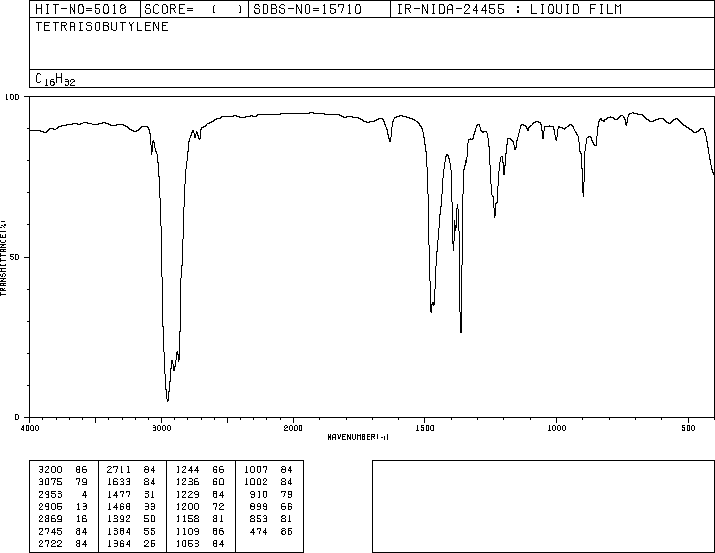 HIT-NO=5018 SCORE= ( ) SDBS-NO=15710 IR-NIDA-24455 : LIQUID FILM
TETRAISOBUTYLENE
C16H32
100
50
0
TRANSMITTANCE(%)
4000 3000 2000 1500 1000 500
WAVENUMBER(-1)
3200 86 2711 84 1244 66 1007 84
3075 79 1633 84 1236 60 1002 84
2953 4 1477 31 1229 64 910 79
2905 13 1468 33 1200 72 899 66
2869 16 1392 50 1158 81 853 81
2745 84 1384 55 1109 86 474 86
2722 84 1364 25 1053 84